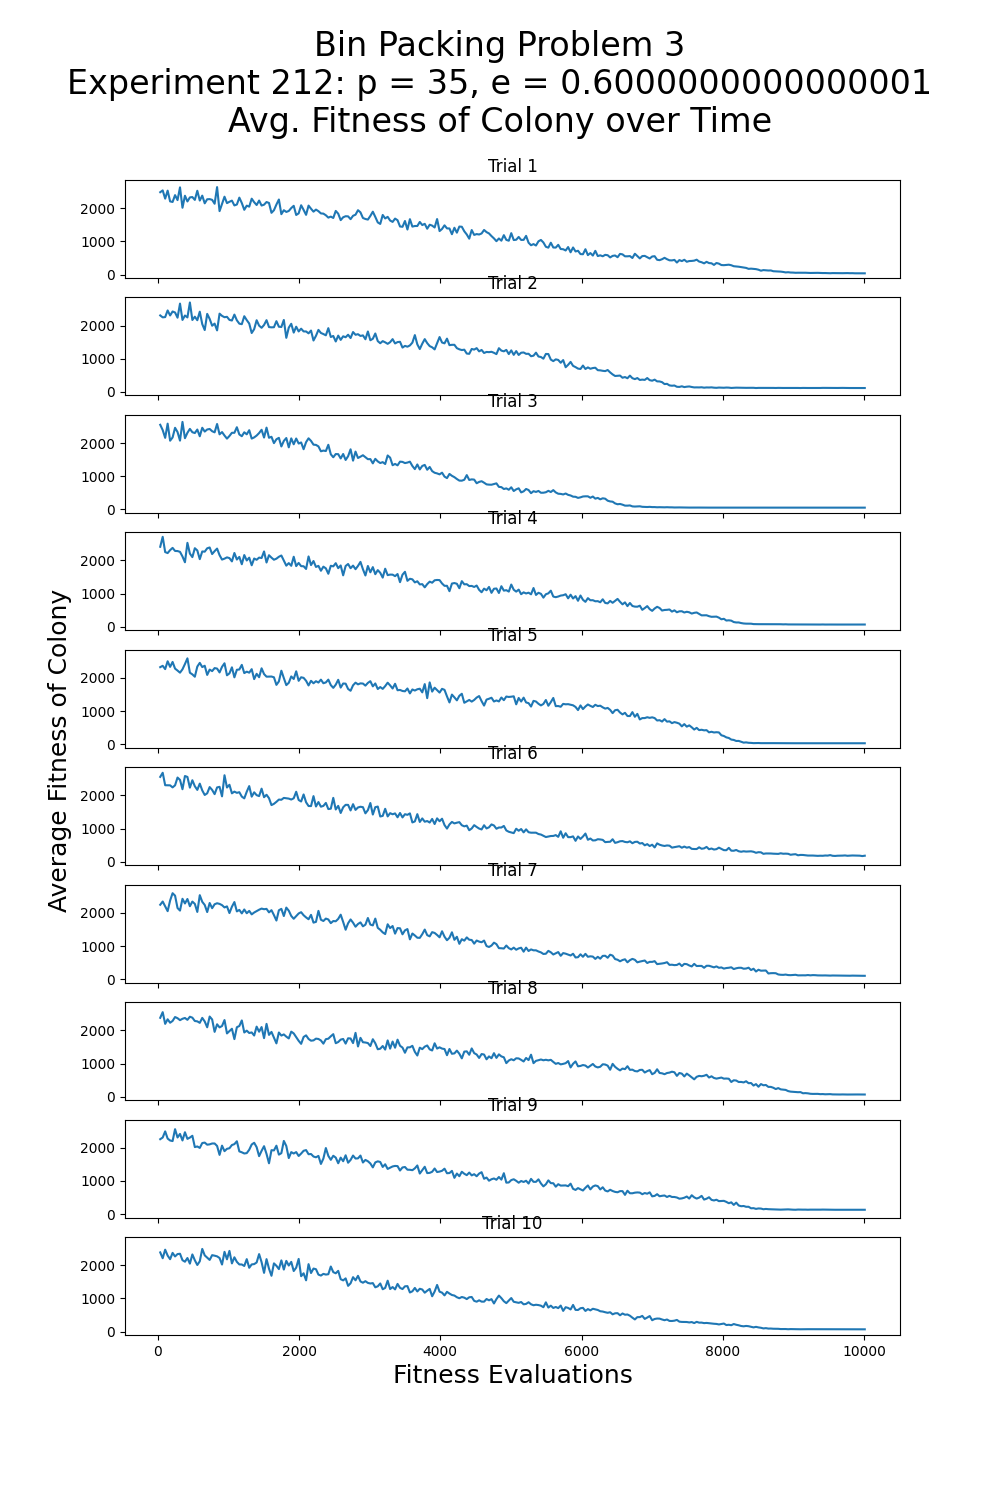 Bin Packing Problem 3
Experiment 212: p = 35, e = 0.6000000000000001
Avg. Fitness of Colony over Time
Trial 1
2000
1000
0
Trial 2
2000
1000
0
Trial 3
2000
1000
0
Trial 4
2000
1000
0
Trial 5
2000
1000
0
Trial 6
2000
1000
0
Trial 7
2000
1000
0
Trial 8
2000
1000
0
Trial 9
2000
1000
0
Trial 10
2000
1000
0
0 2000 4000 6000 8000 10000
Fitness Evaluations
Average Fitness of Colony